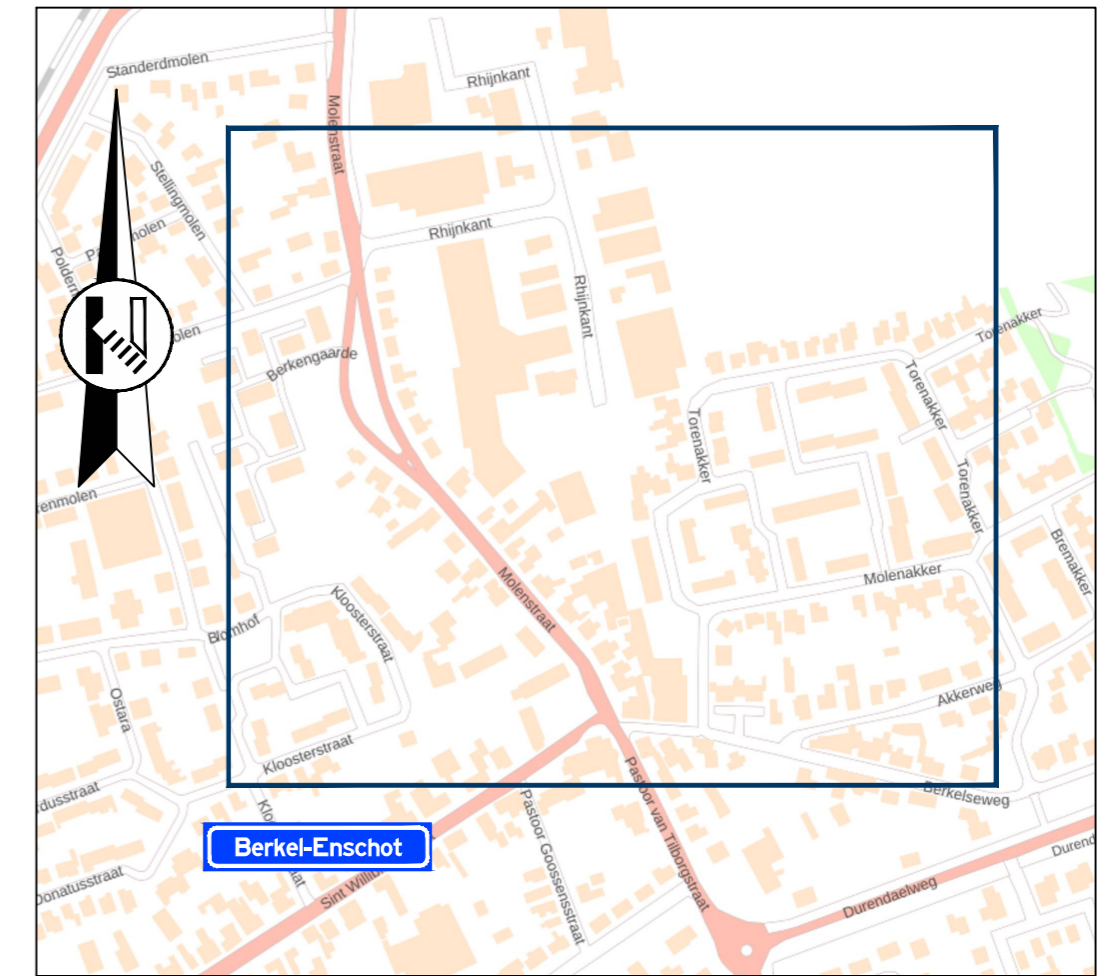 Standerdmolen
Rhijnkant
Molenstraat
Stellingmolen
Rhijnkant
Rhijnkant
Berkengaarde
Torenakker
Torenakker
Torenakker
Torenakker
Molenakker
Bremakker
Molenstraat
Kloosterstraat
Blomhof
Ostara
Akkerweg
Kloosterstraat
Berkelseweg
Pastoor van Tilborgstraat
Pastoor Goossensstraat
Berkel-Enschot
Donatusstraat
Durendaelweg